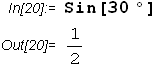 In[20]:= Sin[30 °]
Out[20]= 1/2